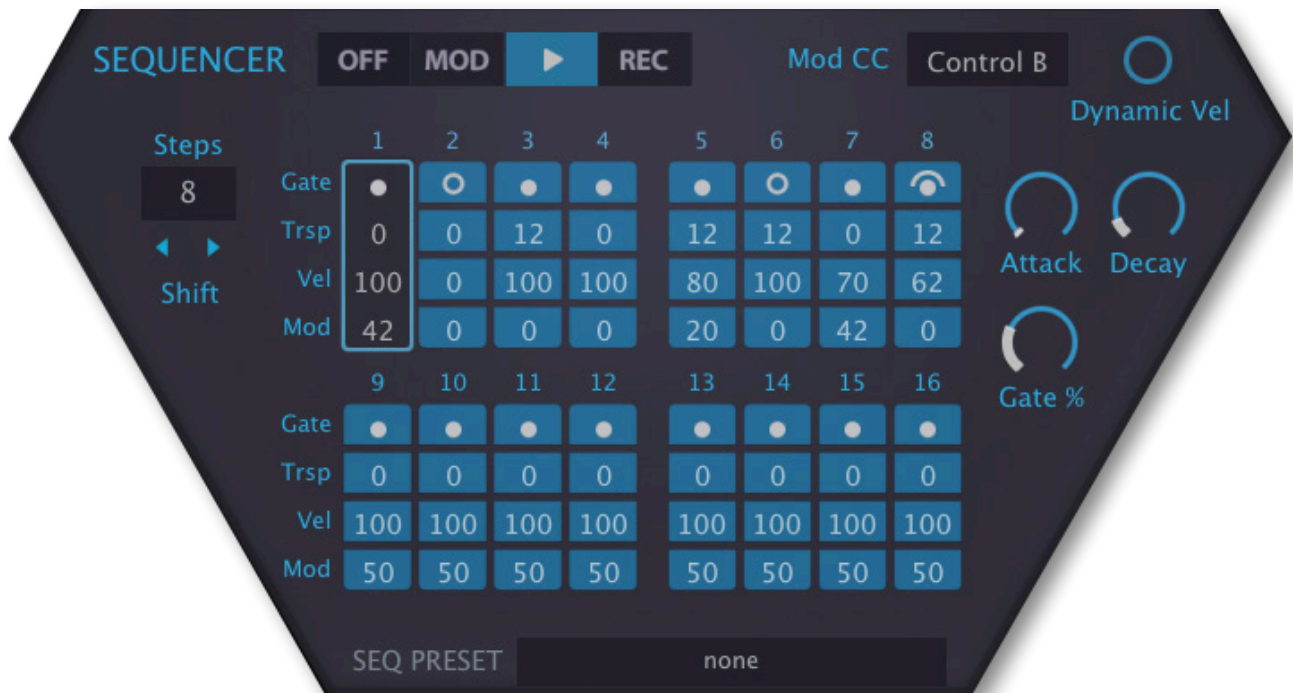 SEQUENCER OFF MOD REC Mod CC Control B
Dynamic Vel
Steps
8
Shift
1 2 3 4 5 6 7 8
Gate
Trsp 0 0 12 0 12 12 0 12
Vel 100 0 100 100 80 100 70 62
Mod 42 0 0 0 20 0 42 0
Attack Decay
Gate %
9 10 11 12 13 14 15 16
Gate
Trsp 0 0 0 0 0 0 0 0
Vel 100 100 100 100 100 100 100 100
Mod 50 50 50 50 50 50 50 50
SEQ PRESET none